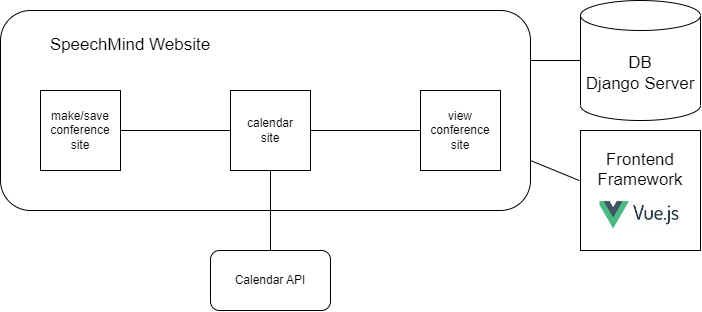 SpeechMind Website
make/save
conference
site
calendar
site
view
conference
site
DB
Django Server
Frontend
Framework
Vue.js
Calendar API